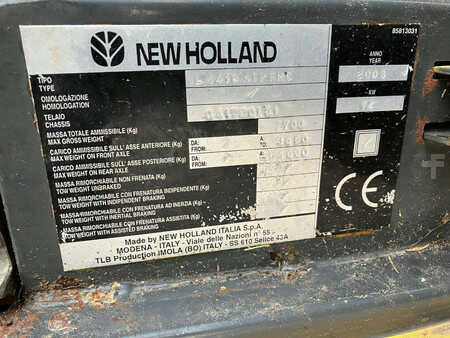 85813031
NEW HOLLAND
TIPO
TYPE
OMOLOGAZIONE
HOMOLOGATION
TELAIO
CHASSIS
MASSA TOTALE AMMISSIBILE (Kg)
MAX GROSS WEIGHT
CARICO AMMISSIBILE SULL' ASSE ANTERIORE (Kg) DA: A:
MAX WEIGHT ON FRONT AXLE FROM:
CARICO AMMISSIBILE SULL' ASSE POSTERIORE (Kg) DA: A:
MAX WEIGHT ON REAR AXLE FROM:
MASSA RIMORCHIABILE NON FRENATA (Kg)
TOW WEIGHT UNBRAKED
MASSA RIMORCHIABILE CON FRENATURA INDIPENDENTE (Kg)
TOW WEIGHT WITH INDEPENDENT BRAKING
MASSA RIMORCHIABILE CON FRENATURA AD INERZIA (Kg)
TOW WEIGHT WITH INERTIAL BRAKING
MASSA RIMORCHIABILE CON FRENATURA ASSISTITA (Kg)
TOW WEIGHT WITH ASSISTED BRAKING
ANNO
YEAR
2003
KW
CE
Made by NEW HOLLAND ITALIA S.p.A.
MODENA - ITALY - Viale delle Nazioni n° 55
TLB Production IMOLA (BO) ITALY - SS 610 Selice 43A